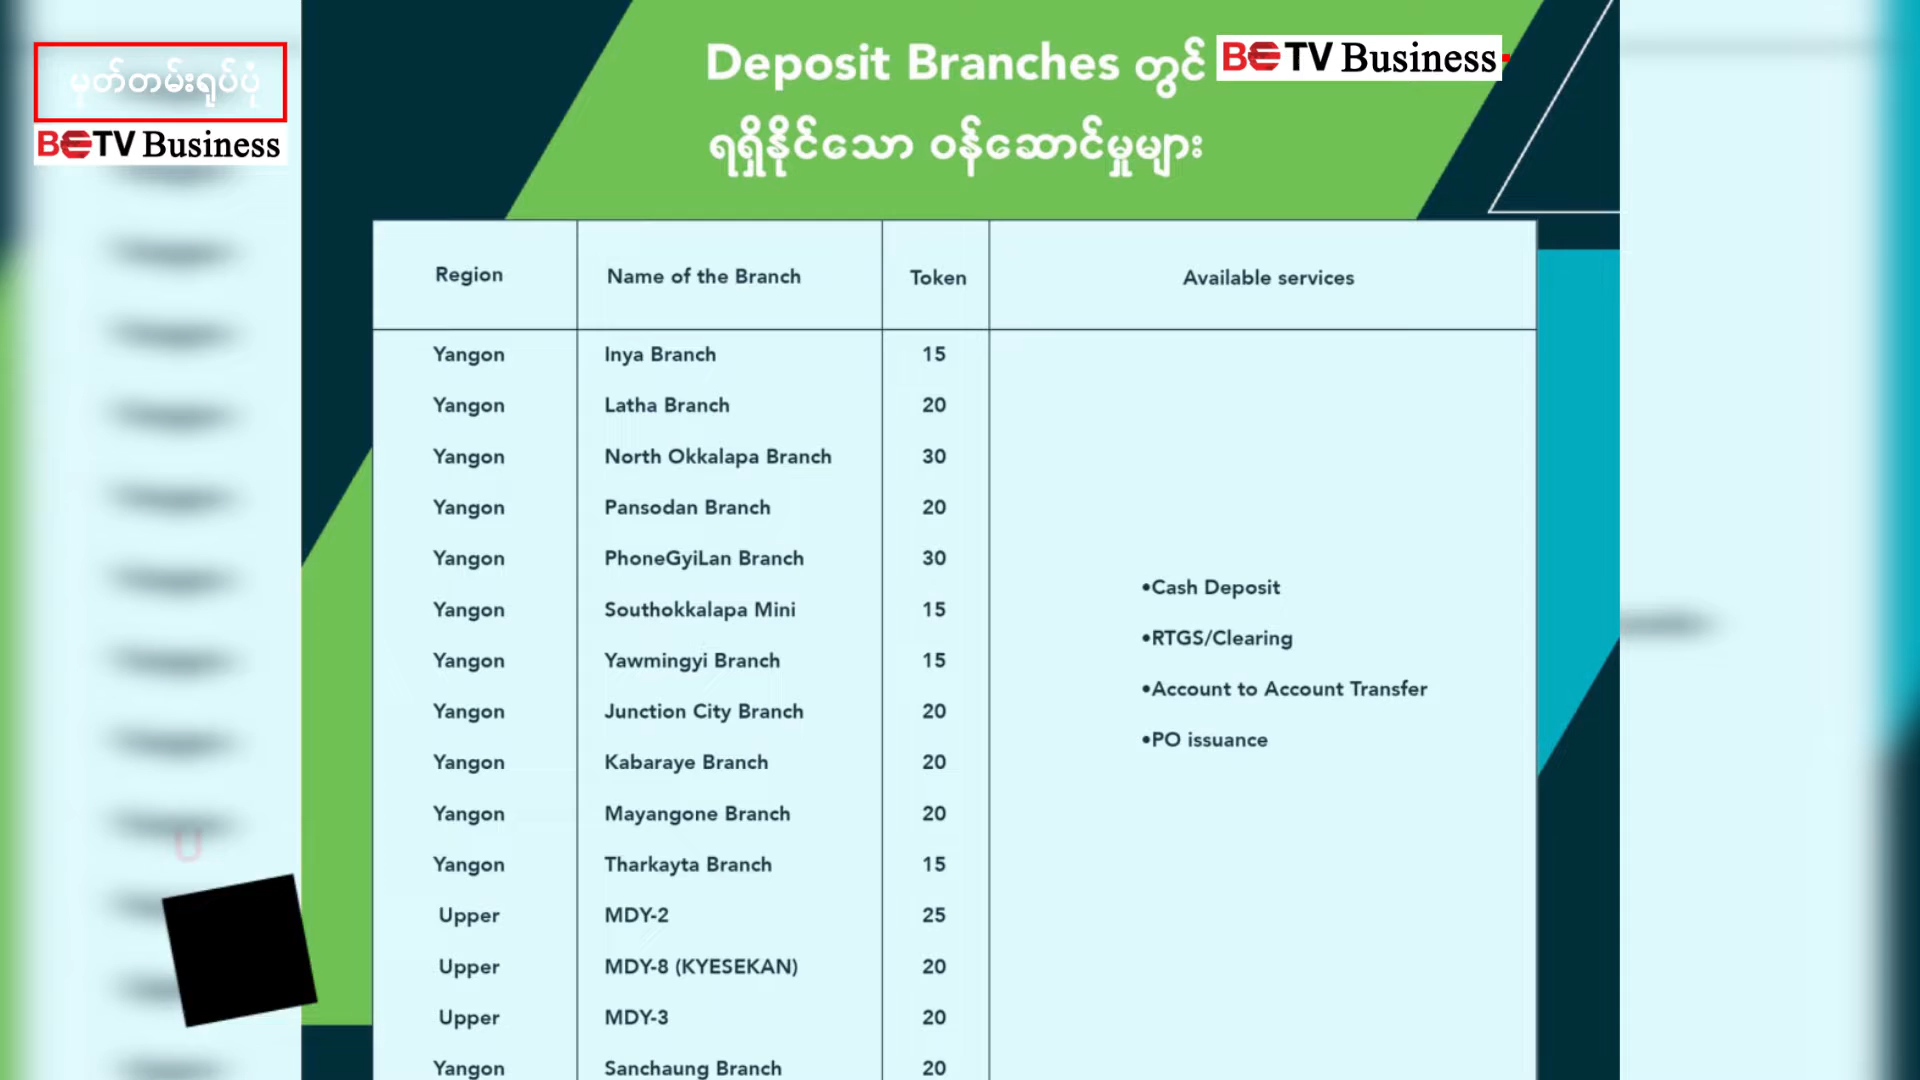 မှတ်တမ်းရုပ်ပုံ
BETV Business
Deposit Branches တွင် BETV Business
ရရှိနိုင်သော ဝန်ဆောင်မှုများ
Region Name of the Branch Token Available services
Yangon Inya Branch 15
Yangon Latha Branch 20
Yangon North Okkalapa Branch 30
Yangon Pansodan Branch 20
Yangon PhoneGyiLan Branch 30
•Cash Deposit
Yangon Southokkalapa Mini 15
•RTGS/Clearing
Yangon Yawmingyi Branch 15
•Account to Account Transfer
Yangon Junction City Branch 20
•PO issuance
Yangon Kabaraye Branch 20
Yangon Mayangone Branch 20
Yangon Tharkayta Branch 15
Upper MDY-2 25
Upper MDY-8 (KYESEKAN) 20
Upper MDY-3 20
Yangon Sanchaung Branch 20